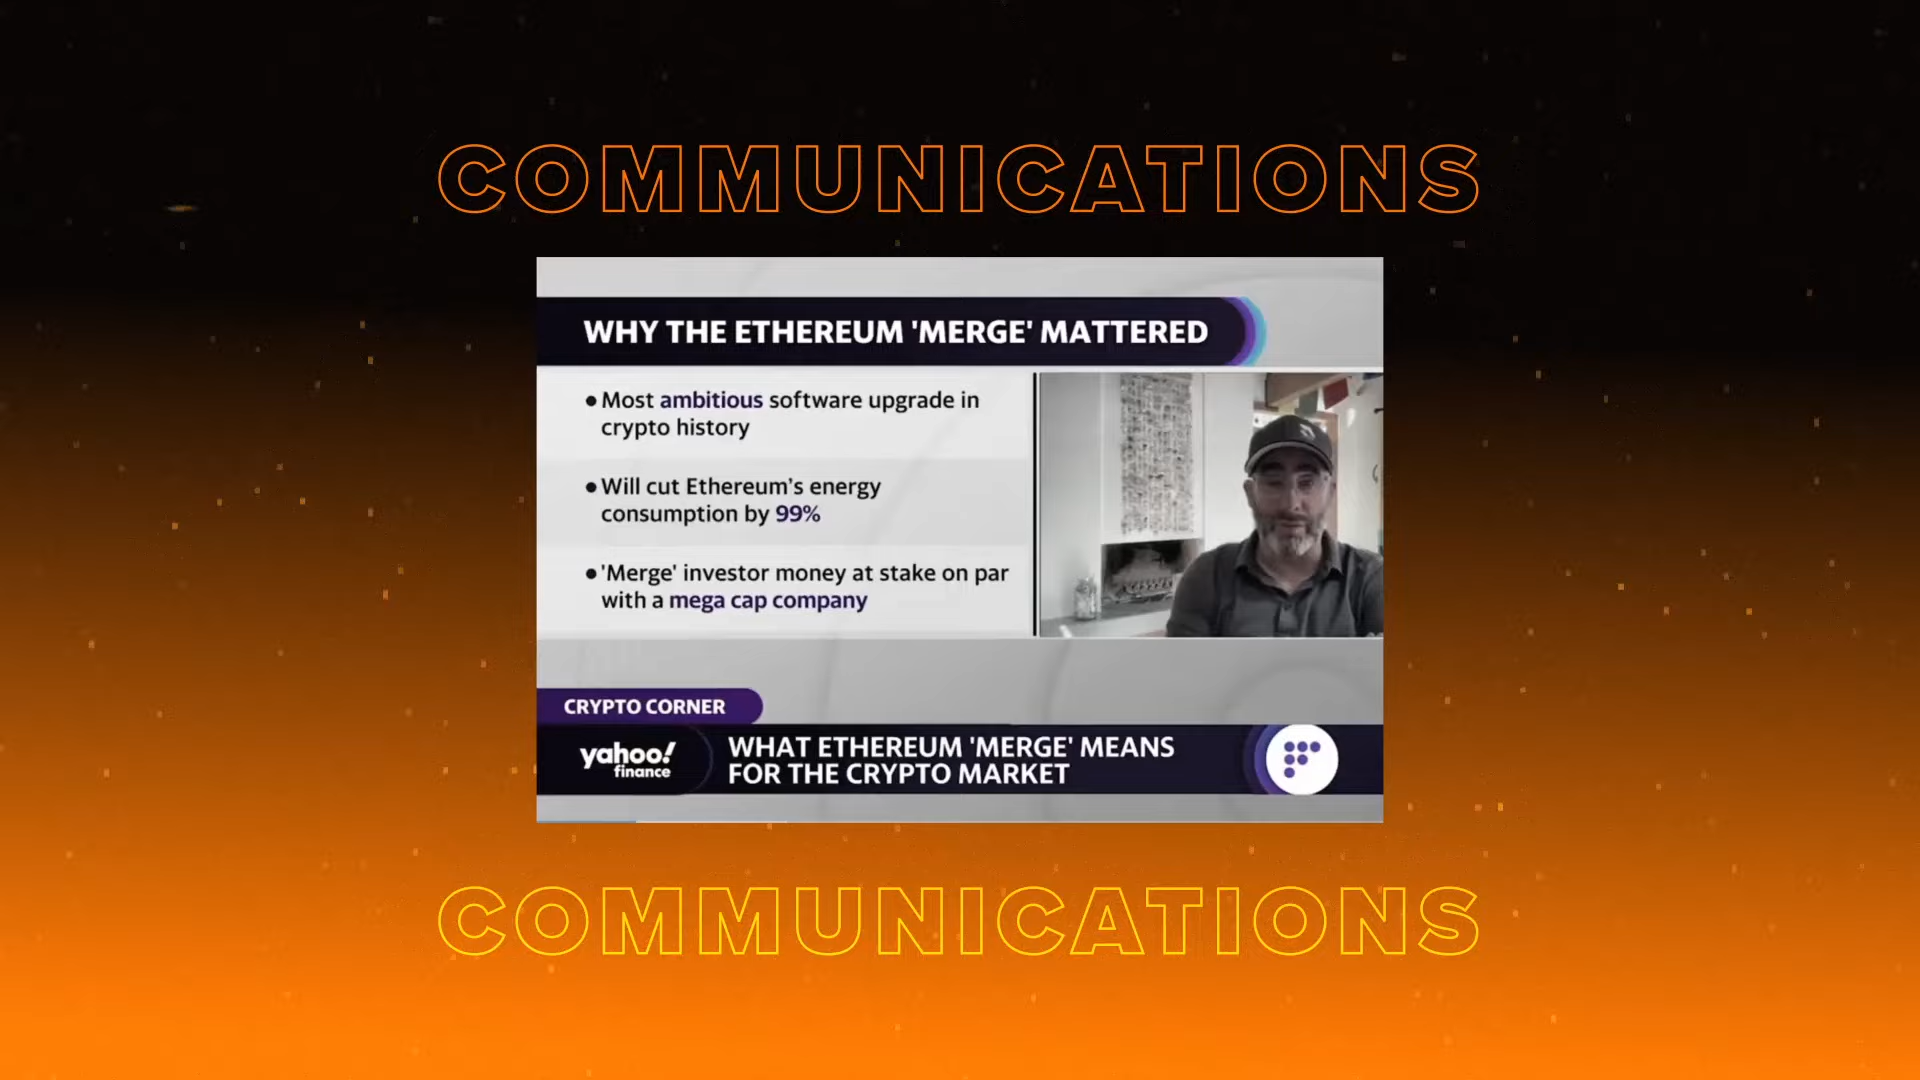 COMMUNICATIONS
WHY THE ETHEREUM 'MERGE' MATTERED
● Most ambitious software upgrade in
crypto history
● Will cut Ethereum's energy
consumption by 99%
● 'Merge' investor money at stake on par
with a mega cap company
CRYPTO CORNER
yahoo!
finance
WHAT ETHEREUM 'MERGE' MEANS
FOR THE CRYPTO MARKET
COMMUNICATIONS